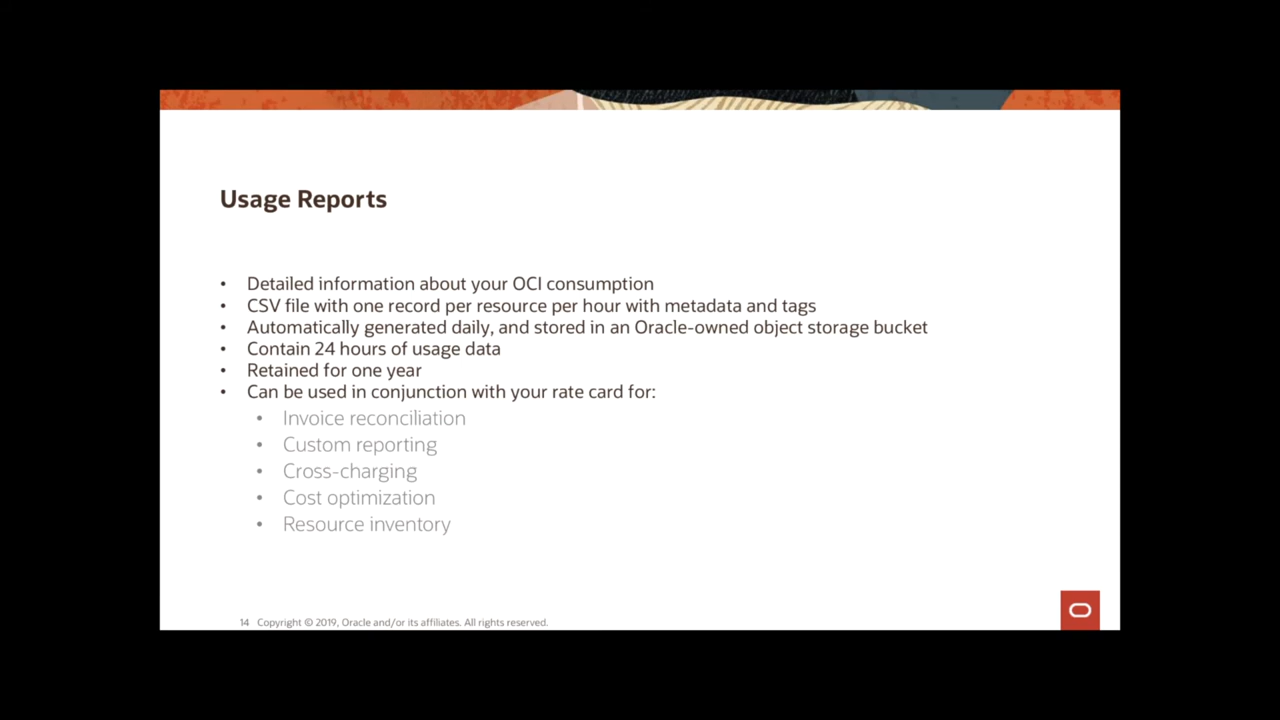 Usage Reports
• Detailed information about your OCI consumption
• CSV file with one record per resource per hour with metadata and tags
• Automatically generated daily, and stored in an Oracle-owned object storage bucket
• Contain 24 hours of usage data
• Retained for one year
• Can be used in conjunction with your rate card for:
• Invoice reconciliation
• Custom reporting
• Cross-charging
• Cost optimization
• Resource inventory
14 Copyright © 2019, Oracle and/or its affiliates. All rights reserved.